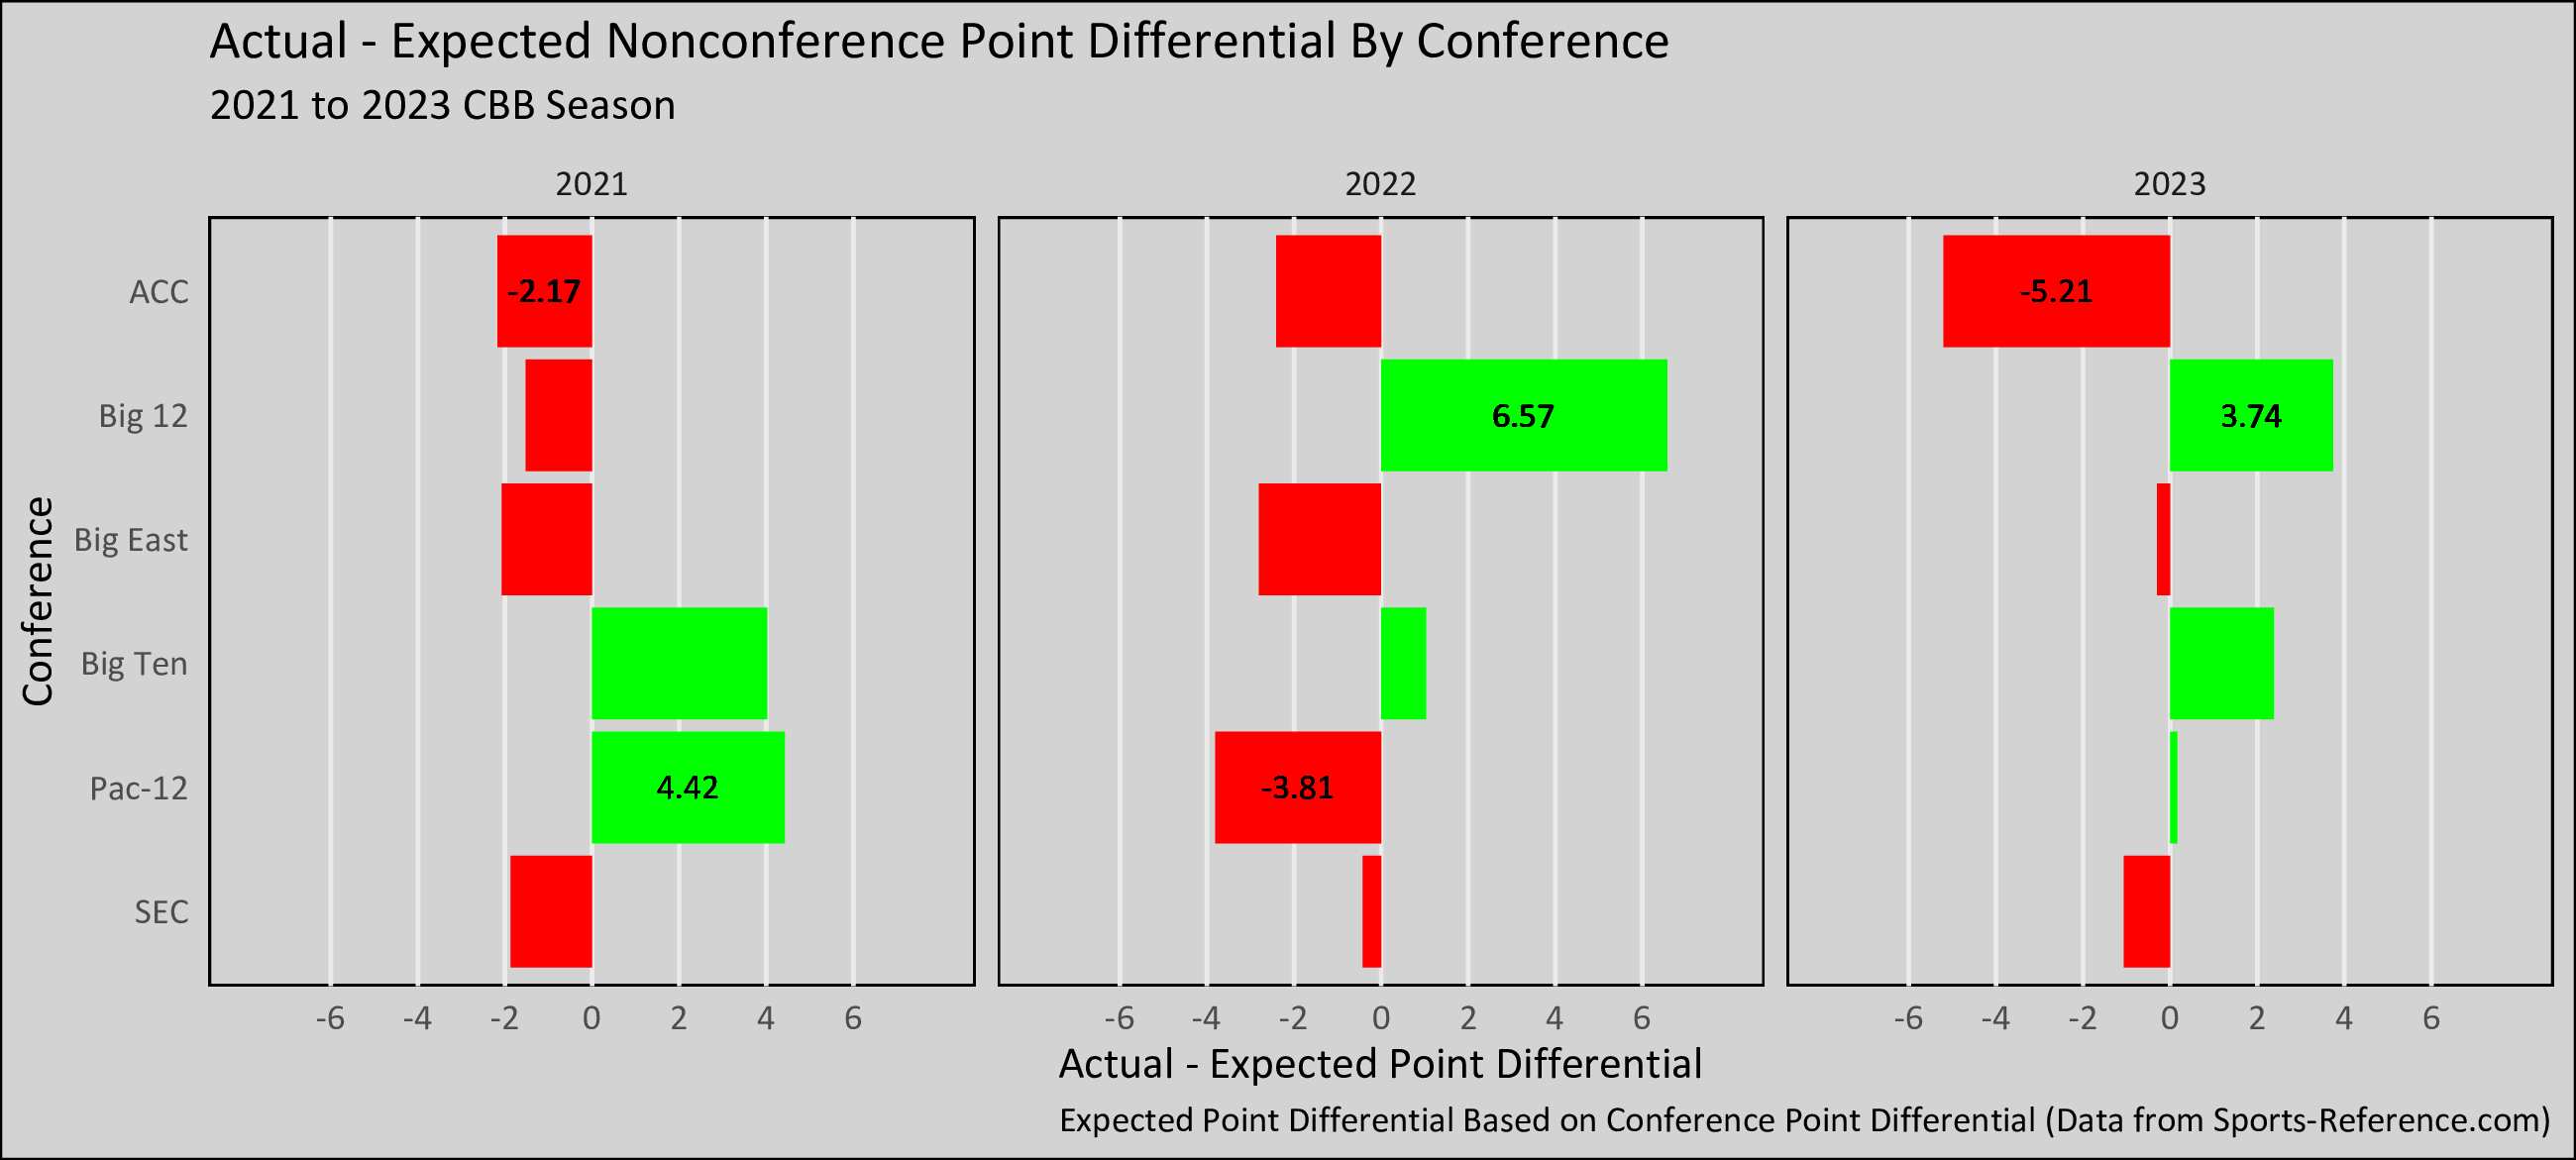 Actual - Expected Nonconference Point Differential By Conference
2021 to 2023 CBB Season
2021 2022 2023
ACC -2.17 -5.21
Big 12 6.57 3.74
Big East
Big Ten
Pac-12 4.42 -3.81
SEC
Conference
-6 -4 -2 0 2 4 6 -6 -4 -2 0 2 4 6 -6 -4 -2 0 2 4 6
Actual - Expected Point Differential
Expected Point Differential Based on Conference Point Differential (Data from Sports-Reference.com)